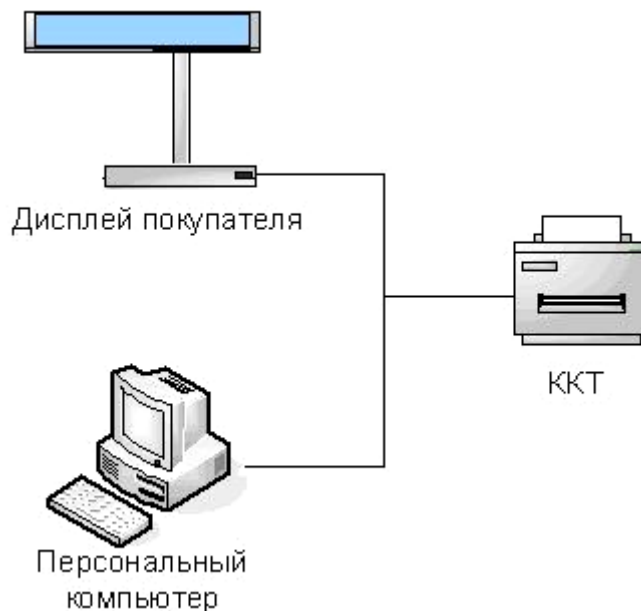 Дисплей покупателя
ККТ
Персональный
компьютер